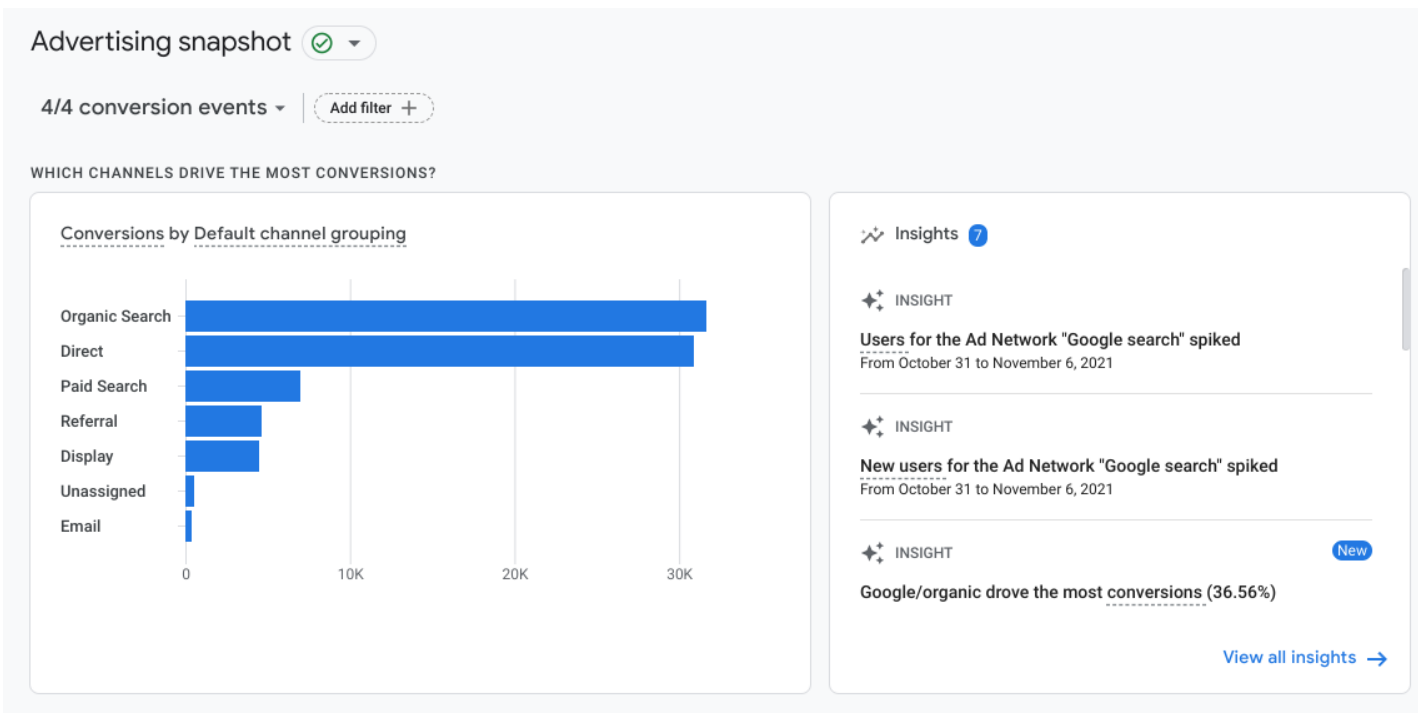 Advertising snapshot
4/4 conversion events
Add filter +
WHICH CHANNELS DRIVE THE MOST CONVERSIONS?
Conversions by Default channel grouping
Organic Search
Direct
Paid Search
Referral
Display
Unassigned
Email
0 10K 20K 30K
Insights 7
INSIGHT
Users for the Ad Network "Google search" spiked
From October 31 to November 6, 2021
INSIGHT
New users for the Ad Network "Google search" spiked
From October 31 to November 6, 2021
INSIGHT New
Google/organic drove the most conversions (36.56%)
View all insights →